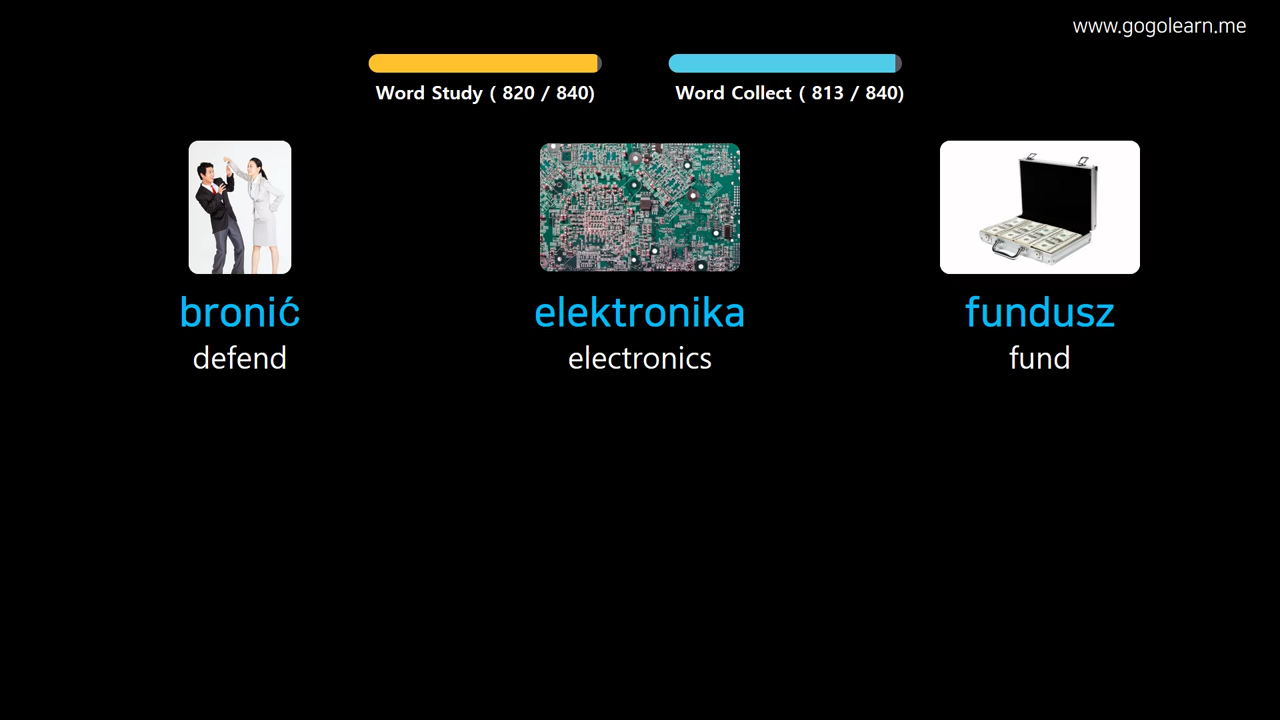 www.gogolearn.me
Word Study ( 820 / 840)
Word Collect ( 813 / 840)
bronić
elektronika
fundusz
defend
electronics
fund